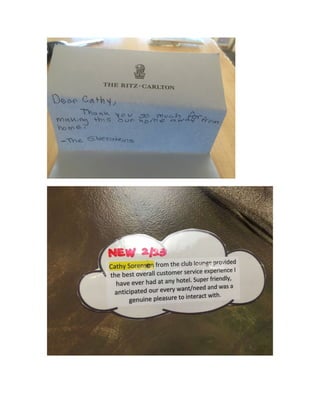 THE RITZ-CARLTON
Dear Cathy,
Thank you so much for
making this our home away from
home.
-The
NEW 2/23
Cathy Sorensen from the club lounge provided
the best overall customer service experience I
have ever had at any hotel. Super friendly,
anticipated our every want/need and was a
genuine pleasure to interact with.